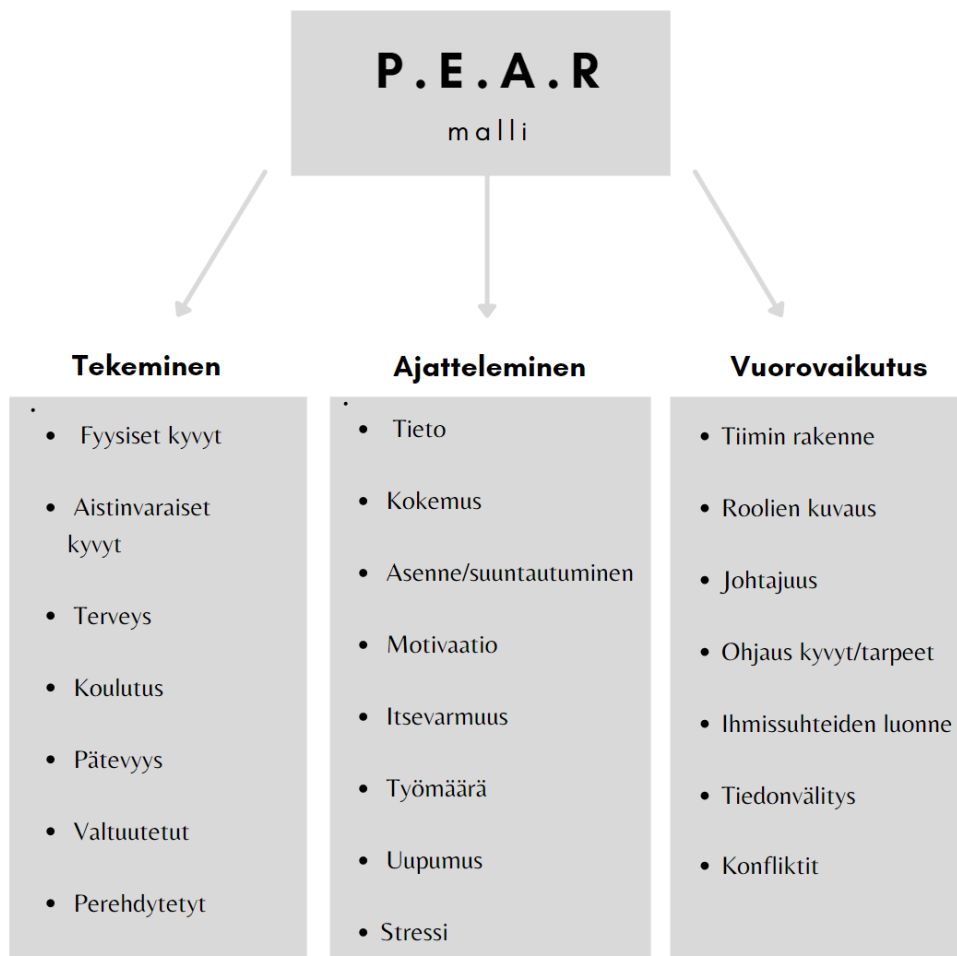 P.E.A.R
malli
Tekeminen
• Fyysiset kyvyt
• Aistinvaraiset
kyvyt
• Terveys
• Koulutus
• Pätevyys
• Valtuutetut
• Perehdytetyt
Ajatteleminen
• Tieto
• Kokemus
• Asenne/suuntautuminen
• Motivaatio
• Itsevarmuus
• Työmäärä
• Uupumus
• Stressi
Vuorovaikutus
• Tiimin rakenne
• Roolien kuvaus
• Johtajuus
• Ohjaus kyvyt/tarpeet
• Ihmissuhteiden luonne
• Tiedonvälitys
• Konfliktit